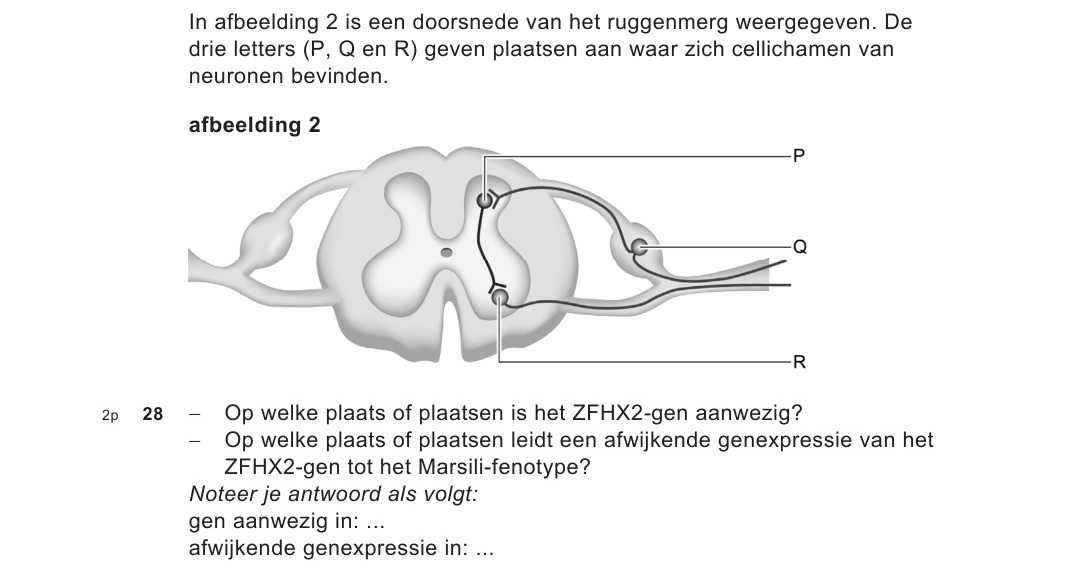 In afbeelding 2 is een doorsnede van het ruggenmerg weergegeven. De
drie letters (P, Q en R) geven plaatsen aan waar zich cellichamen van
neuronen bevinden.
afbeelding 2
P
Q
R
2p 28 – Op welke plaats of plaatsen is het ZFHX2-gen aanwezig?
– Op welke plaats of plaatsen leidt een afwijkende genexpressie van het
ZFHX2-gen tot het Marsili-fenotype?
Noteer je antwoord als volgt:
gen aanwezig in: ...
afwijkende genexpressie in: ...